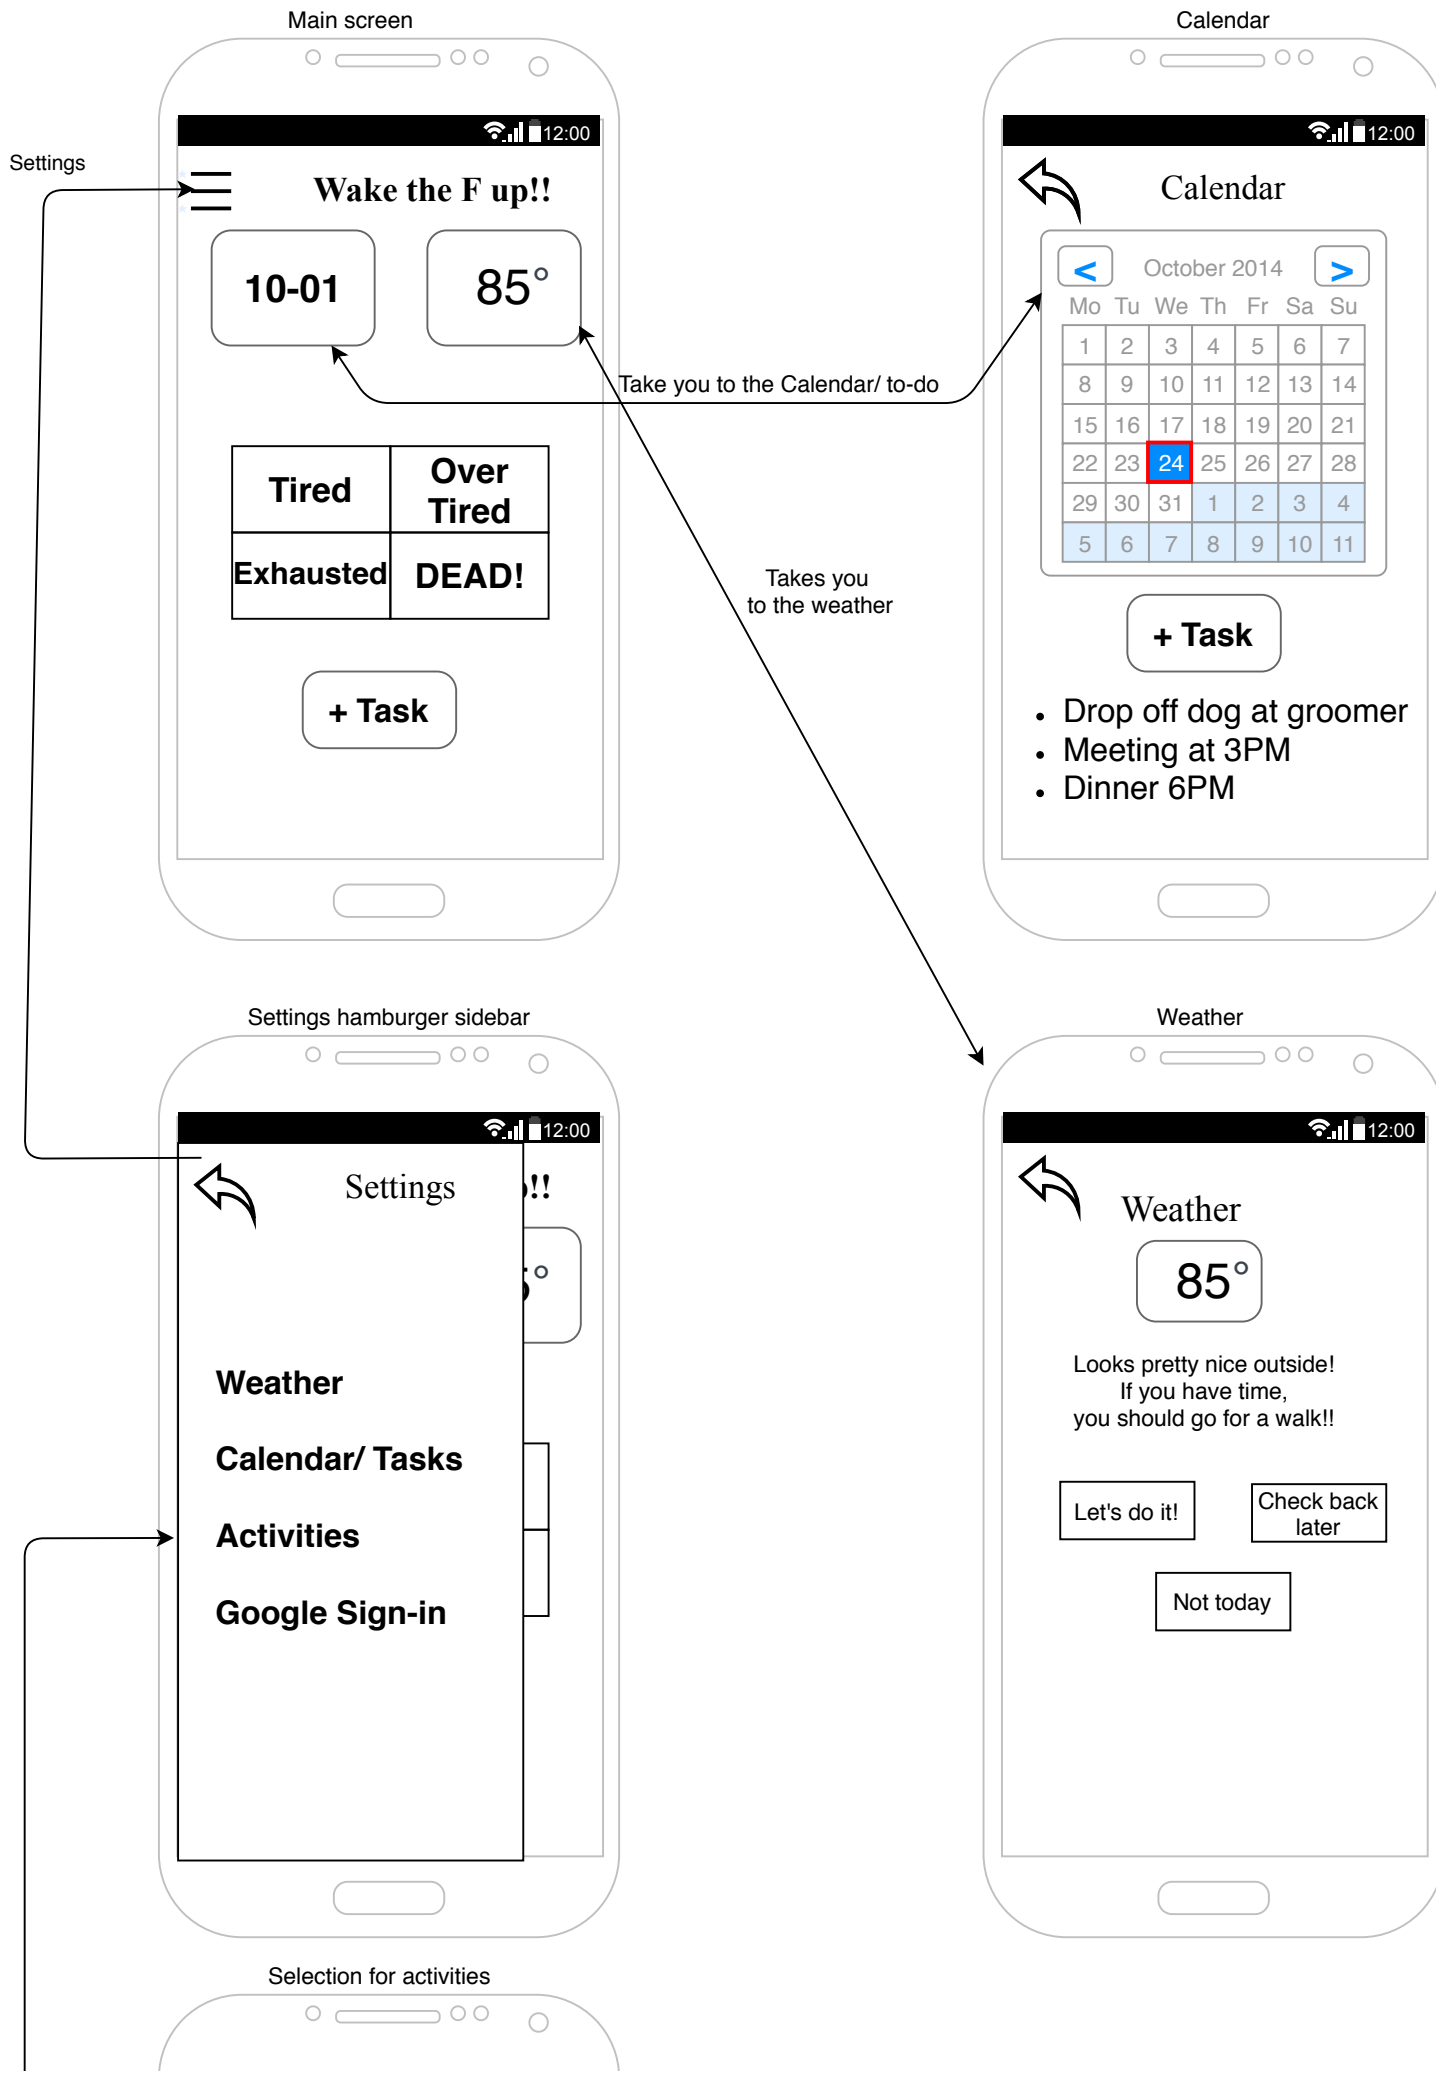 Main screen
12:00
Settings
Wake the F up!!
10-01
85°
Tired
Over
Tired
Exhausted
DEAD!
+ Task
Take you to the Calendar/ to-do
Takes you
to the weather
Calendar
12:00
Calendar
< October 2014 >
Mo Tu We Th Fr Sa Su
1 2 3 4 5 6 7
8 9 10 11 12 13 14
15 16 17 18 19 20 21
22 23 24 25 26 27 28
29 30 31 1 2 3 4
5 6 7 8 9 10 11
+ Task
• Drop off dog at groomer
• Meeting at 3PM
• Dinner 6PM
Settings hamburger sidebar
12:00
Settings
!!
°
Weather
Calendar/ Tasks
Activities
Google Sign-in
Weather
12:00
Weather
85°
Looks pretty nice outside!
If you have time,
you should go for a walk!!
Let's do it!
Check back
later
Not today
Selection for activities